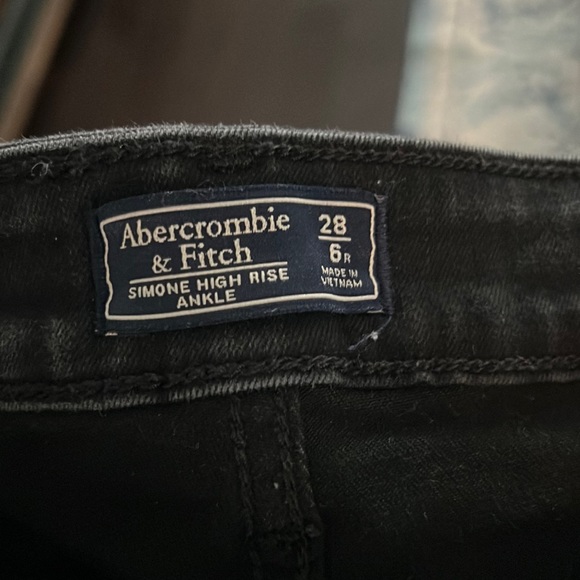 Abercrombie
& Fitch
SIMONE HIGH RISE
ANKLE
28
6R
MADE IN
VIETNAM